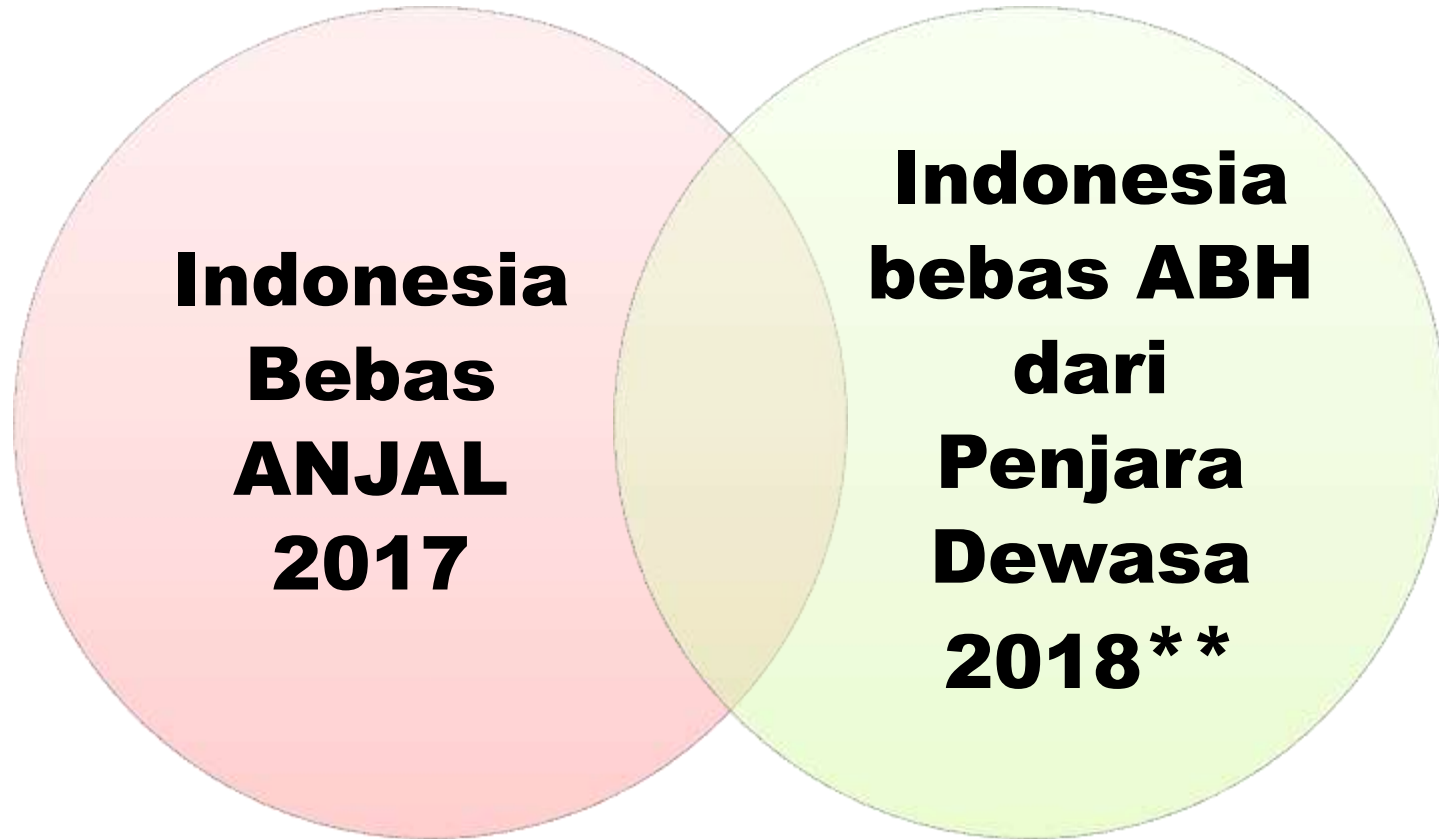 Indonesia
Bebas
ANJAL
2017
Indonesia
bebas ABH
dari
Penjara
Dewasa
2018**